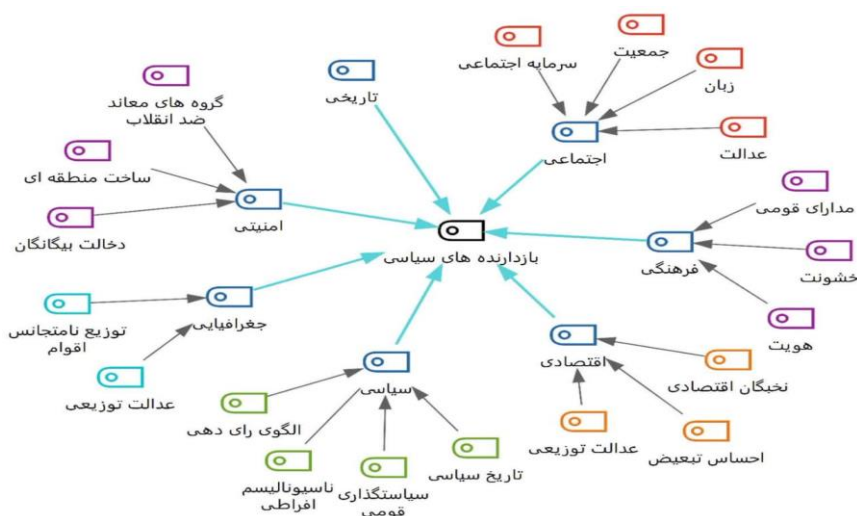 جمعیت
سرمایه اجتماعی
زبان
تاریخی
گروه های معاند
ضد انقلاب
اجتماعی
عدالت
ساخت منطقه ای
مدارای قومی
امنیتی
دخالت بیگانگان
بازدارنده های سیاسی
فرهنگی
خشونت
جغرافیایی
توزیع نامتجانس
اقوام
هویت
اقتصادی
سیاسی
نخبگان اقتصادی
عدالت توزیعی
الگوی رای دهی
عدالت توزیعی
احساس تبعیض
تاریخ سیاسی
ناسیونالیسم
افراطی
سیاستگذاری
قومی